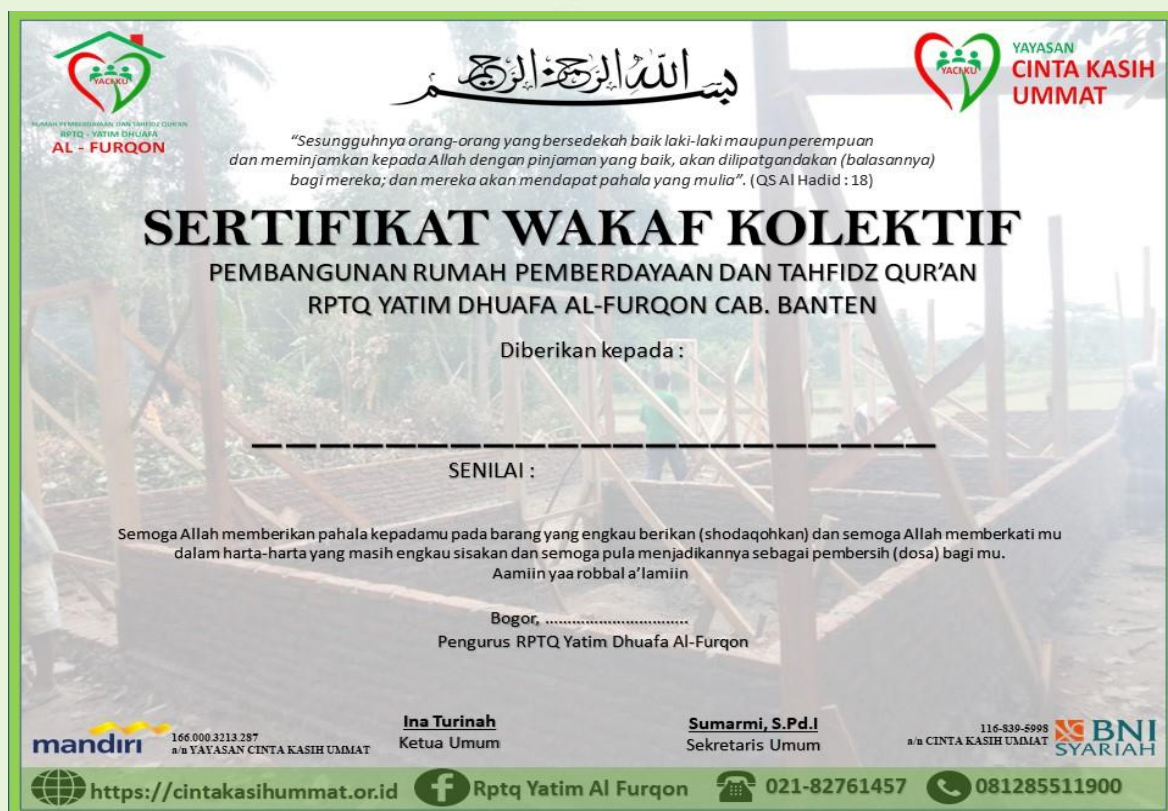 YACI KU
RUMAH PEMBERDAYAAN DAN TAHFIDZ QUR'AN
RPTQ - YATIM DHUAFA
AL - FURQON
بسم الله الرحمن الرحيم
YACI KU
YAYASAN
CINTA KASIH
UMMAT
"Sesungguhnya orang-orang yang bersedekah baik laki-laki maupun perempuan
dan meminjamkan kepada Allah dengan pinjaman yang baik, akan dilipatgandakan (balasannya)
bagi mereka; dan mereka akan mendapat pahala yang mulia". (QS Al Hadid : 18)
SERTIFIKAT WAKAF KOLEKTIF
PEMBANGUNAN RUMAH PEMBERDAYAAN DAN TAHFIDZ QUR'AN
RPTQ YATIM DHUAFA AL-FURQON CAB. BANTEN
Diberikan kepada :
_____________________
SENILAI :
Semoga Allah memberikan pahala kepadamu pada barang yang engkau berikan (shodaqohkan) dan semoga Allah memberkati mu
dalam harta-harta yang masih engkau sisakan dan semoga pula menjadikannya sebagai pembersih (dosa) bagi mu.
Aamiin yaa robbal a'lamiin
Bogor, ................................
Pengurus RPTQ Yatim Dhuafa Al-Furqon
Ina Turinah
Ketua Umum
Sumarmi, S.Pd.I
Sekretaris Umum
mandiri
166.000.3213.287
a/n YAYASAN CINTA KASIH UMMAT
116-839-5998
a/n CINTA KASIH UMMAT
BNI
SYARIAH
https://cintakasihummat.or.id
Rptq Yatim Al Furqon
021-82761457
081285511900